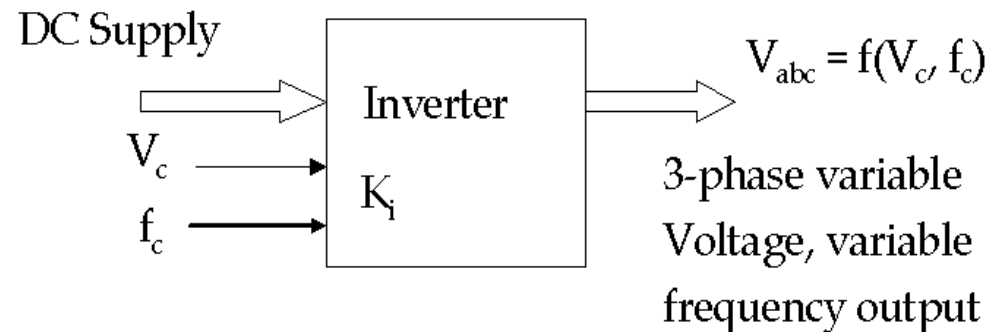 DC Supply
V_c
f_c
Inverter
K_i
V_abc = f(V_c, f_c)
3-phase variable
Voltage, variable
frequency output